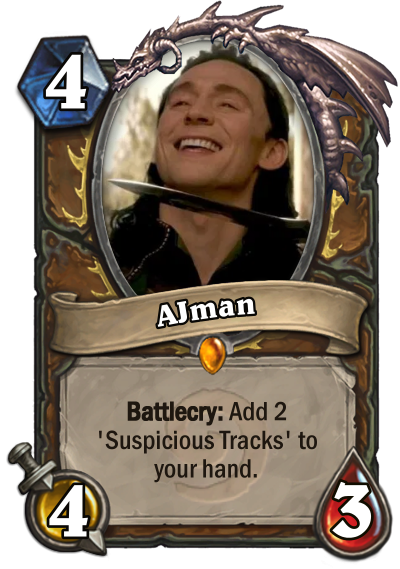 4
AJman
Battlecry: Add 2
'Suspicious Tracks' to
your hand.
4
3